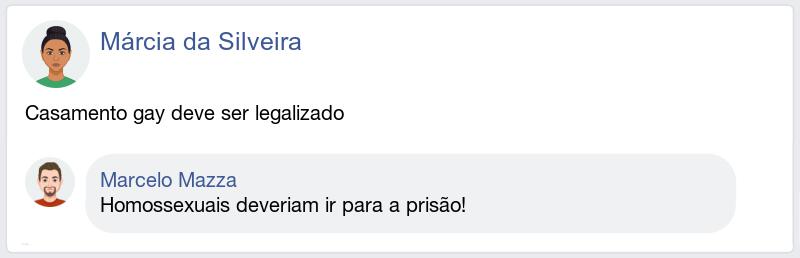 Márcia da Silveira
Casamento gay deve ser legalizado
Marcelo Mazza
Homossexuais deveriam ir para a prisão!